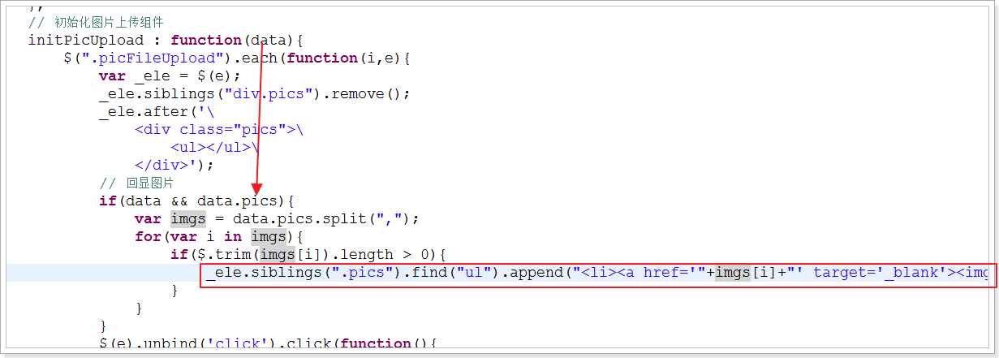 },
// 初始化图片上传组件
initPicUpload : function(data){
$(".picFileUpload").each(function(i,e){
var _ele = $(e);
_ele.siblings("div.pics").remove();
_ele.after('\
<div class="pics">\
<ul></ul>\
</div>');
// 回显图片
if(data && data.pics){
var imgs = data.pics.split(",");
for(var i in imgs){
if($.trim(imgs[i]).length > 0){
_ele.siblings(".pics").find("ul").append("<li><a href='"+imgs[i]+"' target='_blank'><img
}
}
}
$(e).unbind('click').click(function(){